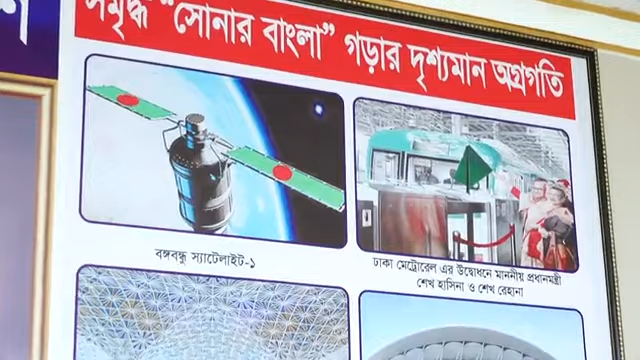 সমৃদ্ধ “সোনার বাংলা” গড়ার দৃশ্যমান অগ্রগতি
বঙ্গবন্ধু স্যাটেলাইট-১
ঢাকা মেট্রোরেল এর উদ্বোধনে মাননীয় প্রধানমন্ত্রী
শেখ হাসিনা ও শেখ রেহানা